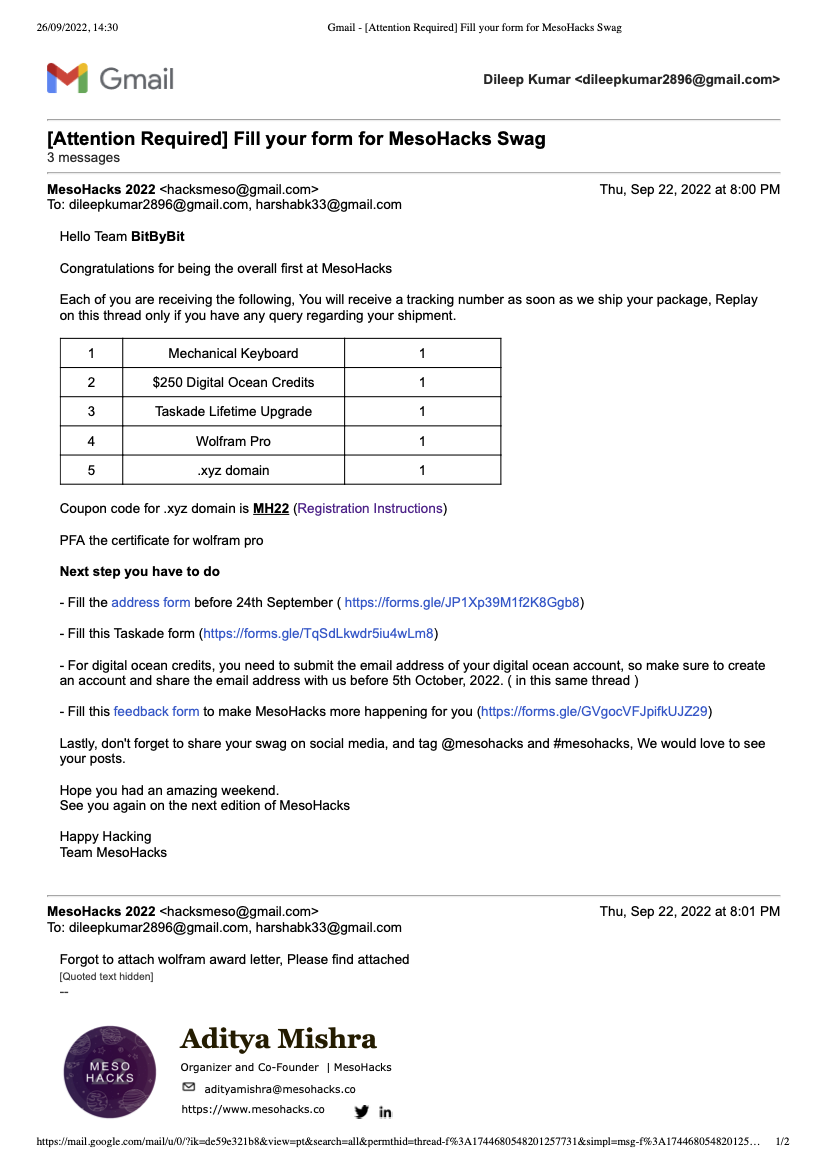 26/09/2022, 14:30 Gmail - [Attention Required] Fill your form for MesoHacks Swag
Gmail Dileep Kumar <dileepkumar2896@gmail.com>
[Attention Required] Fill your form for MesoHacks Swag
3 messages
MesoHacks 2022 <hacksmeso@gmail.com> Thu, Sep 22, 2022 at 8:00 PM
To: dileepkumar2896@gmail.com, harshabk33@gmail.com
Hello Team BitByBit
Congratulations for being the overall first at MesoHacks
Each of you are receiving the following, You will receive a tracking number as soon as we ship your package, Replay
on this thread only if you have any query regarding your shipment.
1 Mechanical Keyboard 1
2 $250 Digital Ocean Credits 1
3 Taskade Lifetime Upgrade 1
4 Wolfram Pro 1
5 .xyz domain 1
Coupon code for .xyz domain is MH22 (Registration Instructions)
PFA the certificate for wolfram pro
Next step you have to do
- Fill the address form before 24th September ( https://forms.gle/JP1Xp39M1f2K8Ggb8)
- Fill this Taskade form (https://forms.gle/TqSdLkwdr5iu4wLm8)
- For digital ocean credits, you need to submit the email address of your digital ocean account, so make sure to create
an account and share the email address with us before 5th October, 2022. ( in this same thread )
- Fill this feedback form to make MesoHacks more happening for you (https://forms.gle/GVgocVFJpifkUJZ29)
Lastly, don't forget to share your swag on social media, and tag @mesohacks and #mesohacks, We would love to see
your posts.
Hope you had an amazing weekend.
See you again on the next edition of MesoHacks
Happy Hacking
Team MesoHacks
MesoHacks 2022 <hacksmeso@gmail.com> Thu, Sep 22, 2022 at 8:01 PM
To: dileepkumar2896@gmail.com, harshabk33@gmail.com
Forgot to attach wolfram award letter, Please find attached
[Quoted text hidden]
--
MESO
HACKS
Aditya Mishra
Organizer and Co-Founder | MesoHacks
adityamishra@mesohacks.co
https://www.mesohacks.co
https://mail.google.com/mail/u/0/?ik=de59e321b8&view=pt&search=all&permthid=thread-f%3A1744680548201257731&simpl=msg-f%3A174468054820125… 1/2